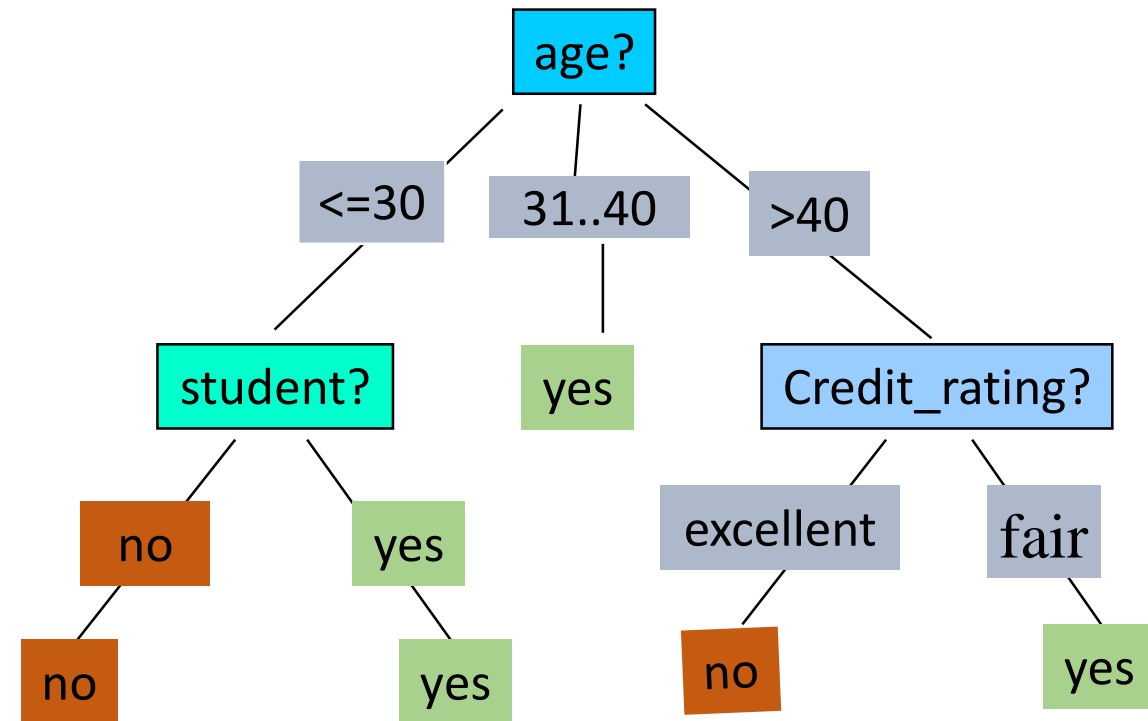 age?
<=30
31..40
>40
student?
yes
Credit_rating?
no
yes
excellent
fair
no
yes
no
yes